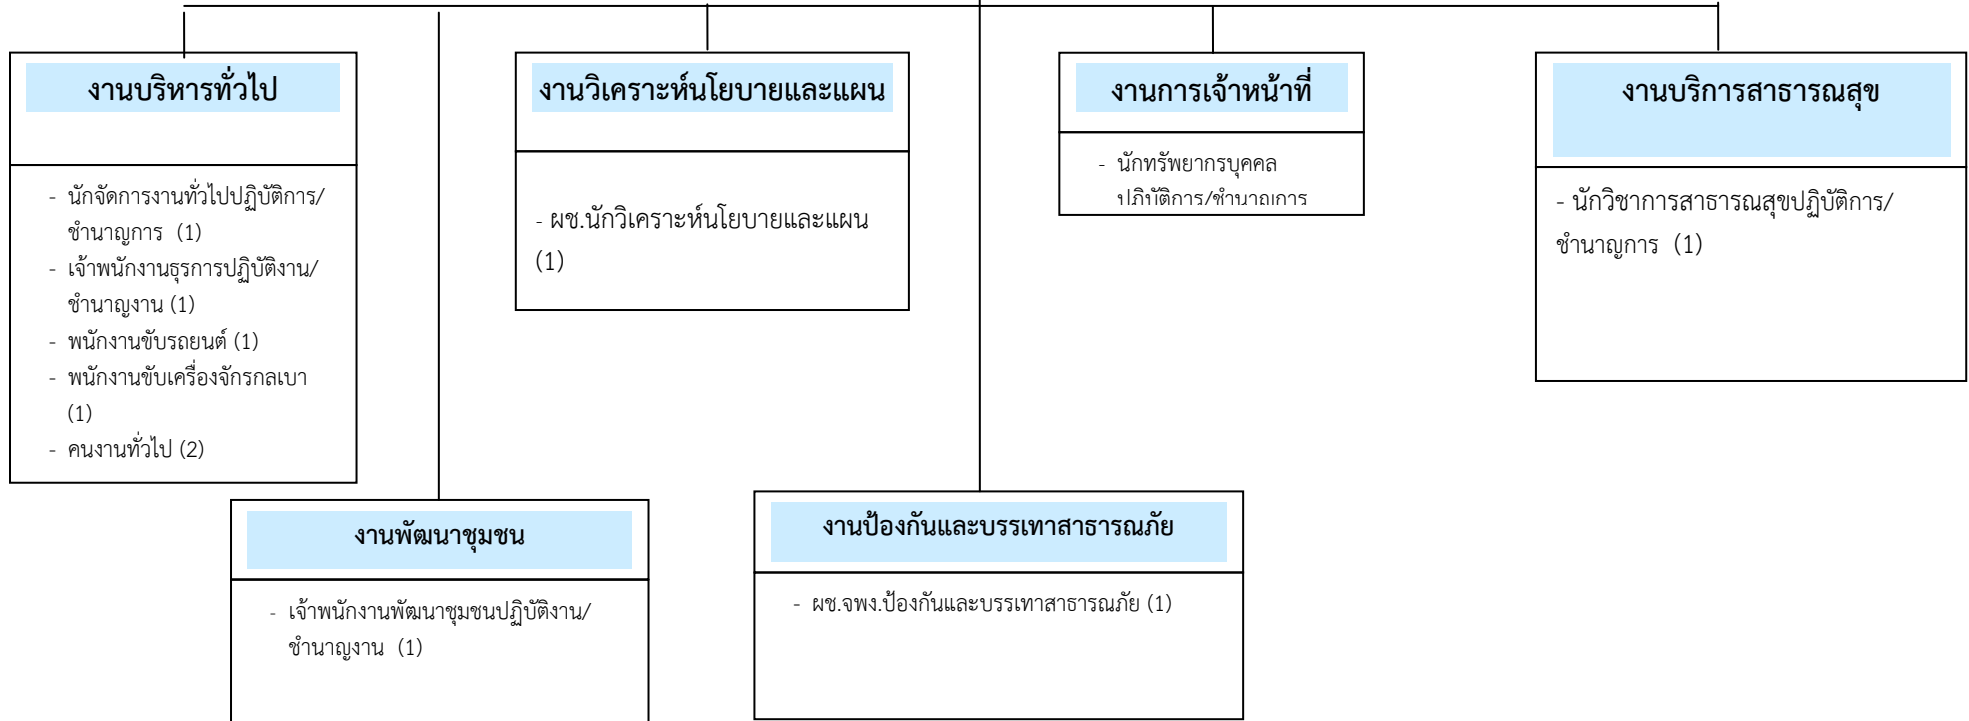 งานบริหารทั่วไป
- นักจัดการงานทั่วไปปฏิบัติการ/
ชำนาญการ (1)
- เจ้าพนักงานธุรการปฏิบัติงาน/
ชำนาญงาน (1)
- พนักงานขับรถยนต์ (1)
- พนักงานขับเครื่องจักรกลเบา
(1)
- คนงานทั่วไป (2)
งานวิเคราะห์นโยบายและแผน
- ผช.นักวิเคราะห์นโยบายและแผน
(1)
งานการเจ้าหน้าที่
- นักทรัพยากรบุคคล
ปฏิบัติการ/ชำนาญการ
งานบริการสาธารณสุข
- นักวิชาการสาธารณสุขปฏิบัติการ/
ชำนาญการ (1)
งานพัฒนาชุมชน
- เจ้าพนักงานพัฒนาชุมชนปฏิบัติงาน/
ชำนาญงาน (1)
งานป้องกันและบรรเทาสาธารณภัย
- ผช.จพง.ป้องกันและบรรเทาสาธารณภัย (1)